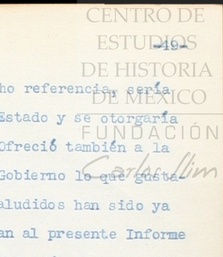 CENTRO DE
ESTUDIOS
-49-
DE HISTORIA
ho referencia, sería
DE MÉXICO
Estado y se otorgaría
FUNDACIÓN
Ofreció también a la
Carlos Slim
Gobierno lo que gusta-
aludidos han sido ya
an al presente Informe